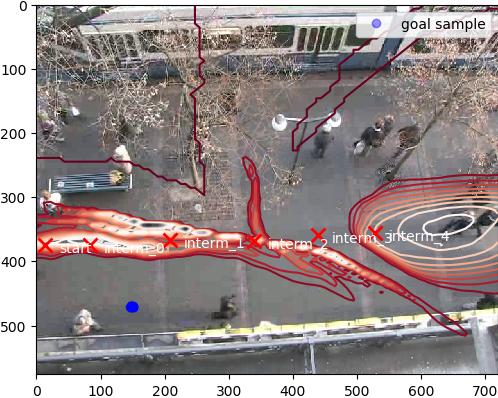 goal sample
0
100
200
300
400
500
start
interm_0
interm_1
interm_2
interm_3
interm_4
0 100 200 300 400 500 600 700